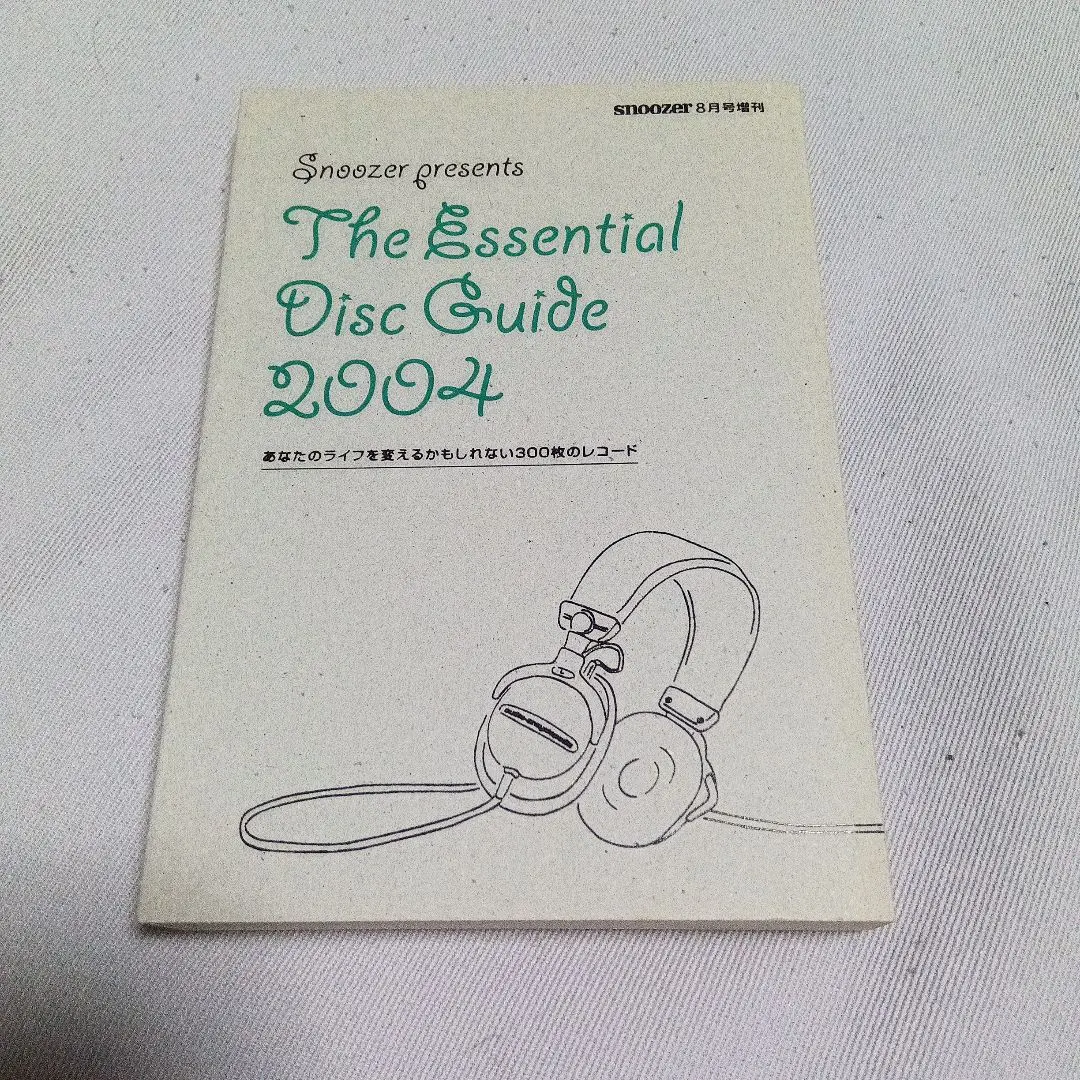 snoozer 8月号増刊
Snoozer presents
The Essential
Disc Guide
2004
あなたのライフを変えるかもしれない300枚のレコード